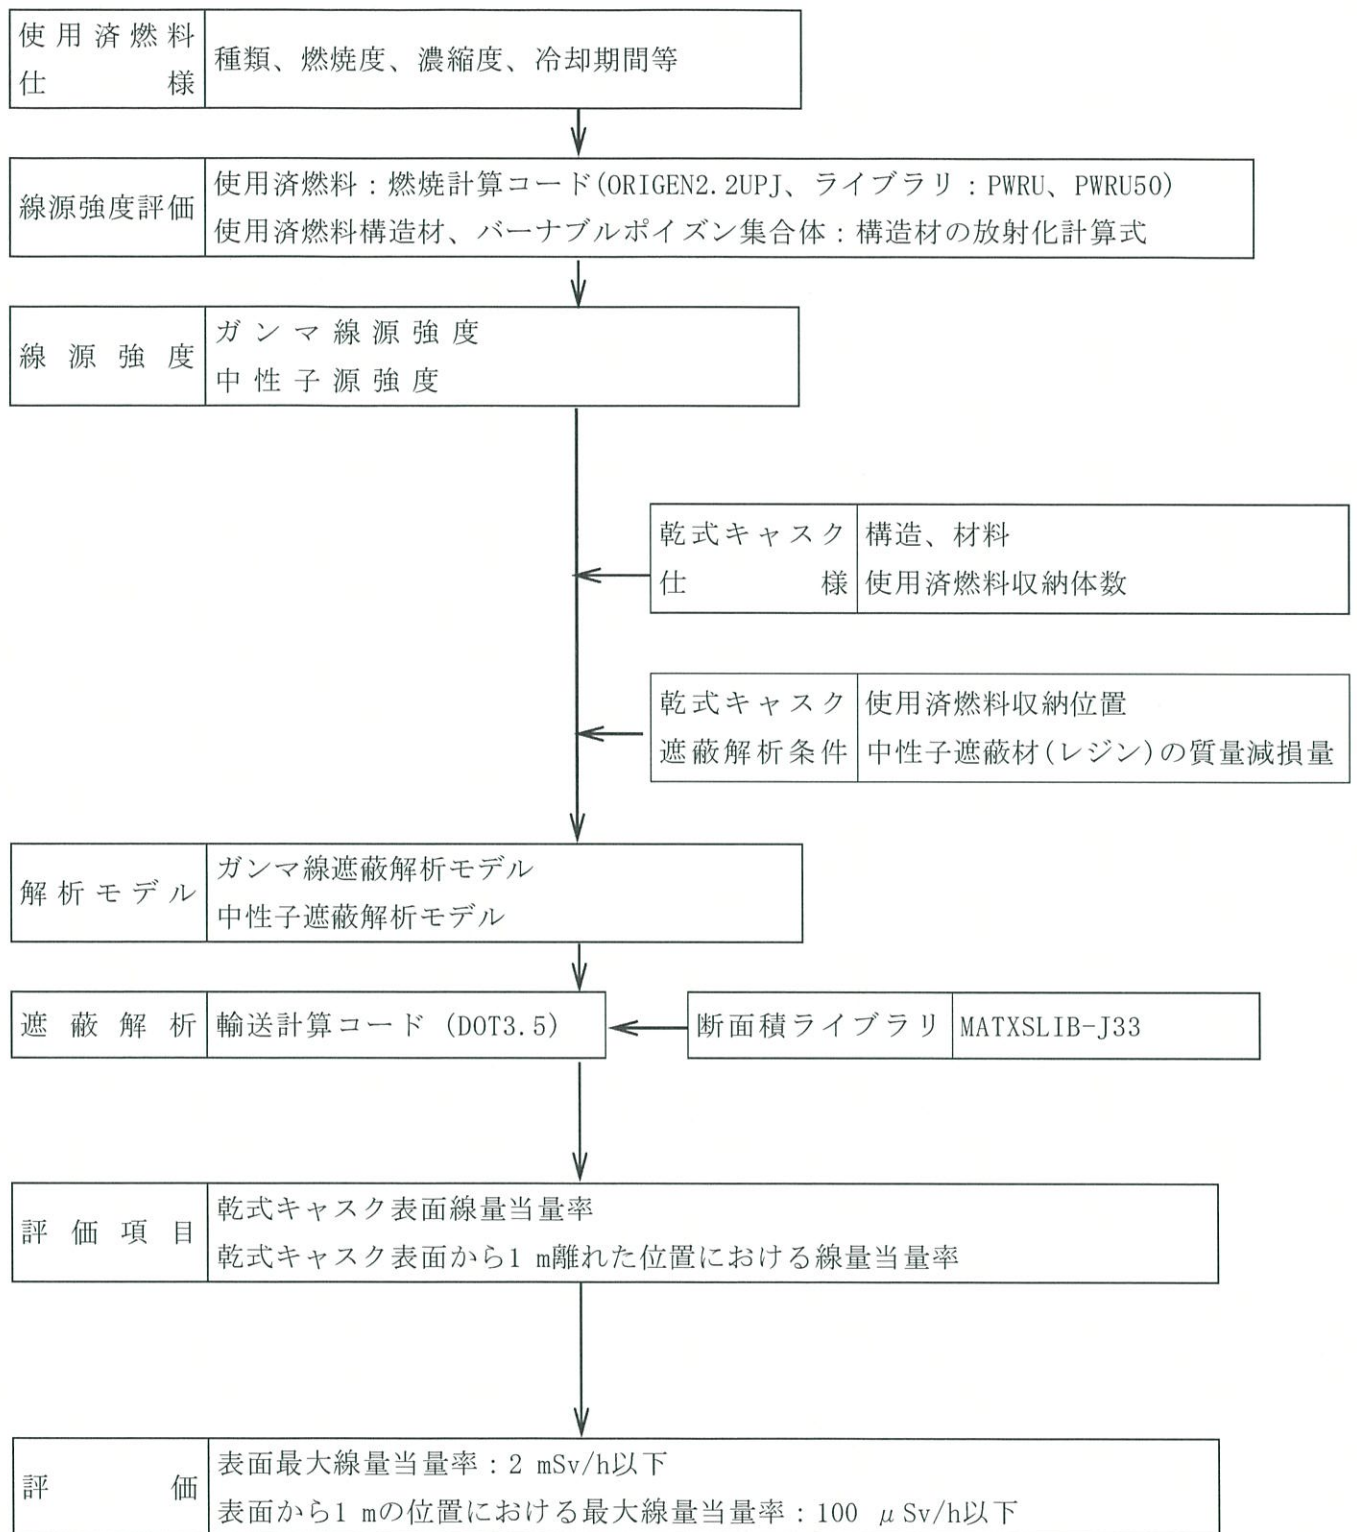 使用済燃料
仕様
種類、燃焼度、濃縮度、冷却期間等
線源強度評価
使用済燃料：燃焼計算コード(ORIGEN2.2UPJ、ライブラリ：PWRU、PWRU50)
使用済燃料構造材、バーナブルポイズン集合体：構造材の放射化計算式
線源強度
ガンマ線源強度
中性子源強度
乾式キャスク
仕様
構造、材料
使用済燃料収納体数
乾式キャスク
遮蔽解析条件
使用済燃料収納位置
中性子遮蔽材(レジン)の質量減損量
解析モデル
ガンマ線遮蔽解析モデル
中性子遮蔽解析モデル
遮蔽解析
輸送計算コード (DOT3.5)
断面積ライブラリ
MATXSLIB-J33
評価項目
乾式キャスク表面線量当量率
乾式キャスク表面から1 m離れた位置における線量当量率
評価
表面最大線量当量率：2 mSv/h以下
表面から1 mの位置における最大線量当量率：100 μSv/h以下